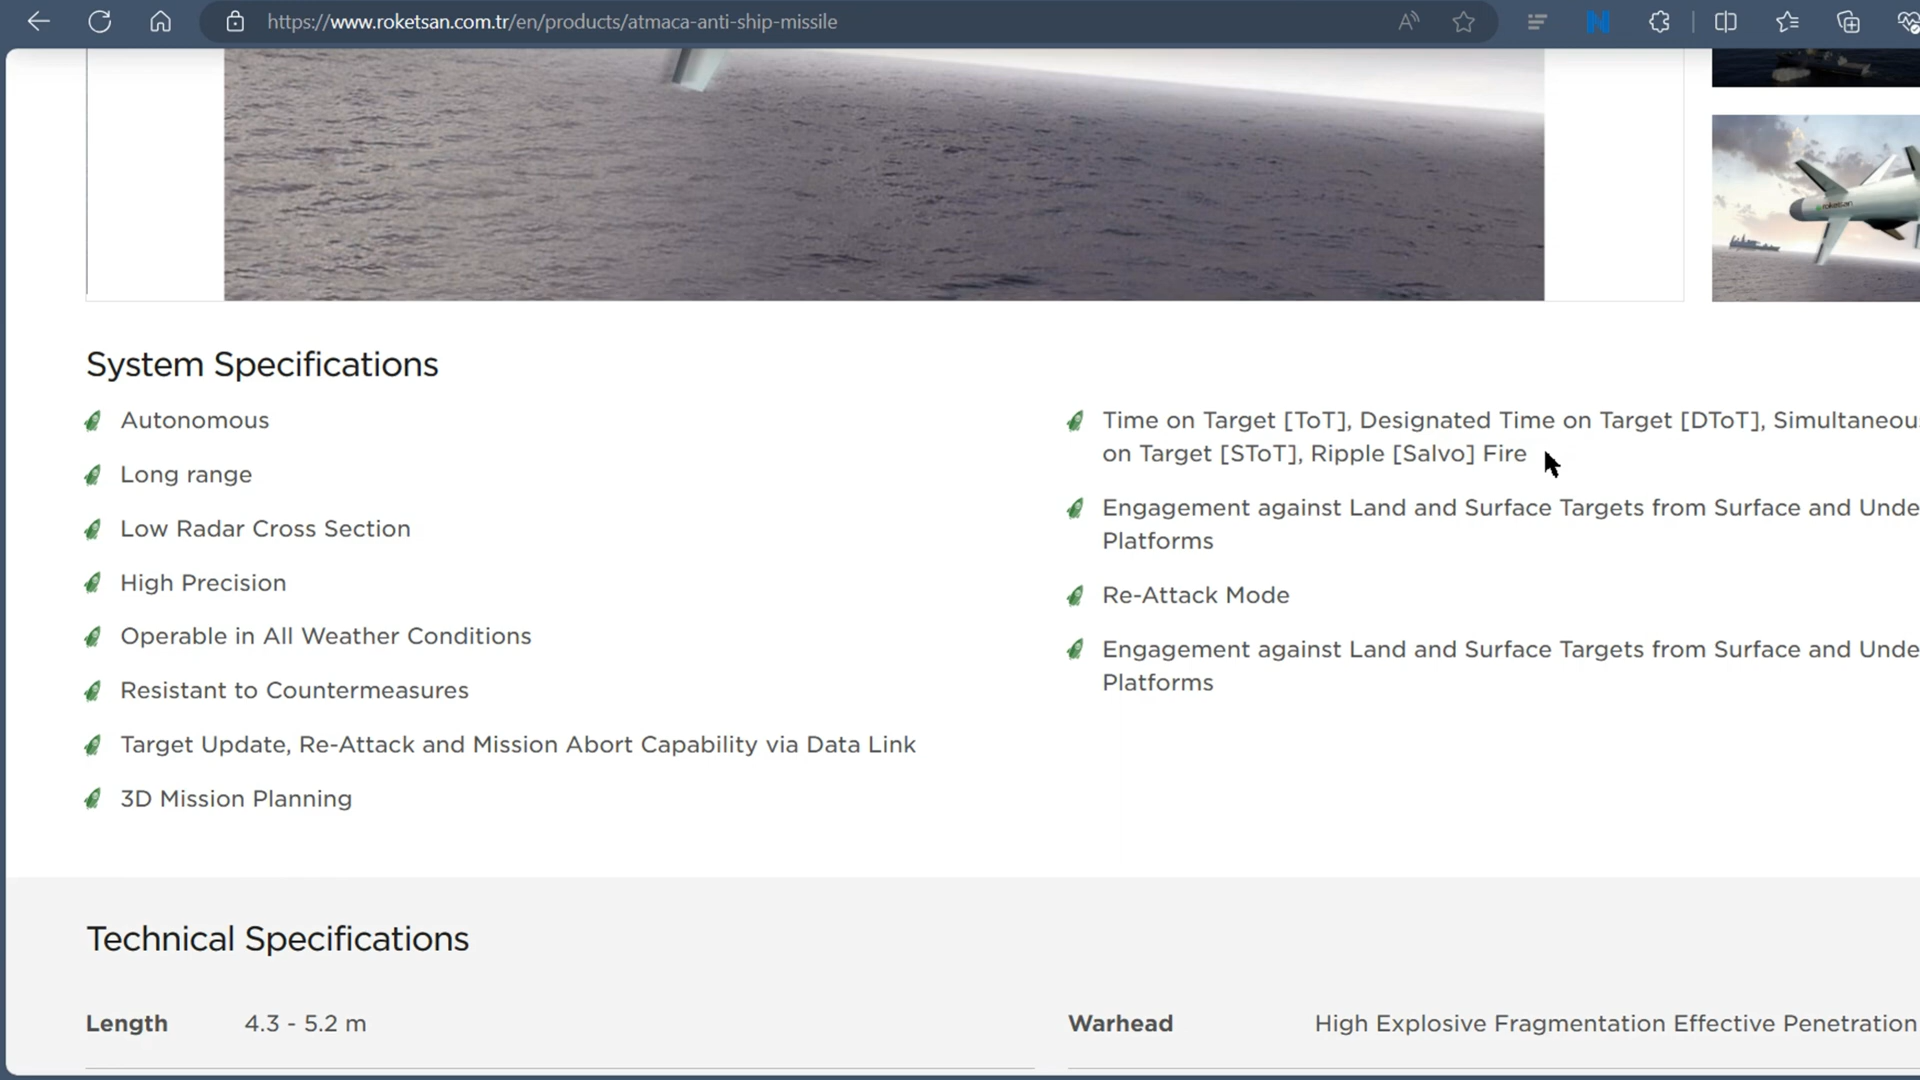 https://www.roketsan.com.tr/en/products/atmaca-anti-ship-missile
roketsan
System Specifications
Autonomous
Long range
Low Radar Cross Section
High Precision
Operable in All Weather Conditions
Resistant to Countermeasures
Target Update, Re-Attack and Mission Abort Capability via Data Link
3D Mission Planning
Time on Target [ToT], Designated Time on Target [DToT], Simultaneous
on Target [SToT], Ripple [Salvo] Fire
Engagement against Land and Surface Targets from Surface and Unde
Platforms
Re-Attack Mode
Engagement against Land and Surface Targets from Surface and Unde
Platforms
Technical Specifications
Length 4.3 - 5.2 m
Warhead High Explosive Fragmentation Effective Penetration